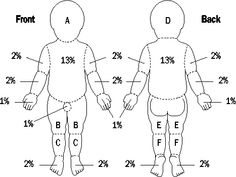 Front A D Back
2% 2% 2% 2%
13% 13%
2% 2% 2% 2%
1% 1% 1%
1%
B B E E
C C F F
2% 2% 2% 2%